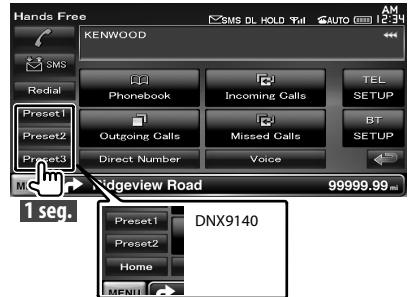 Hands Free SMS DL HOLD AUTO AM 12:34
KENWOOD
SMS
Redial
Phonebook Incoming Calls TEL SETUP
Preset1
Preset2 Outgoing Calls Missed Calls BT SETUP
Preset3 Direct Number Voice
Ridgeview Road 99999.99 mi
1 seg.
Preset1 DNX9140
Preset2
Home
MENU